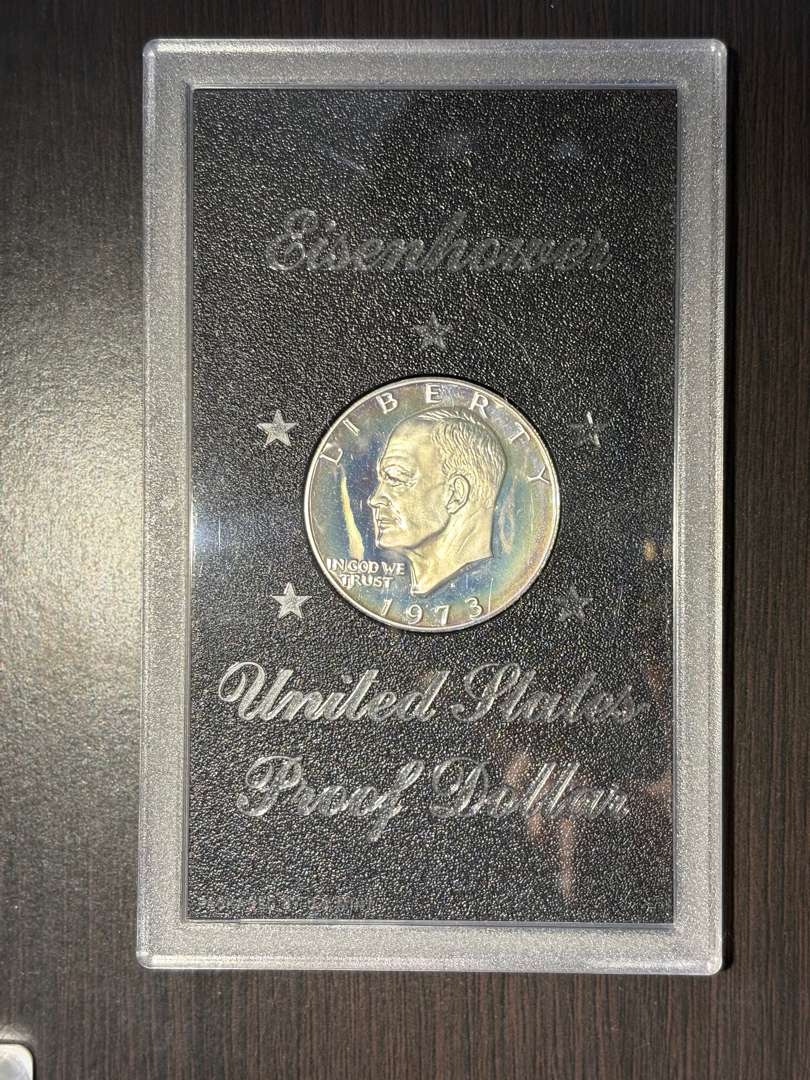 Eisenhower
LIBERTY
IN GOD WE
TRUST
1973
United States
Proof Dollar